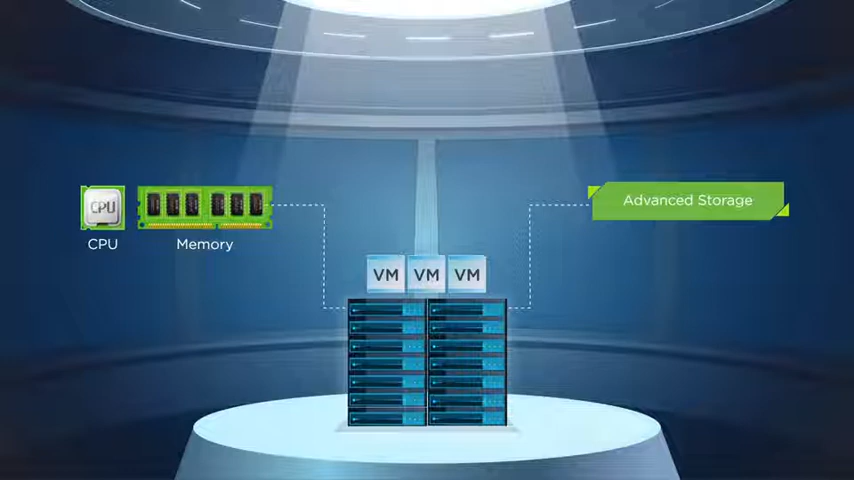 CPU
CPU
Memory
Advanced Storage
VM VM VM